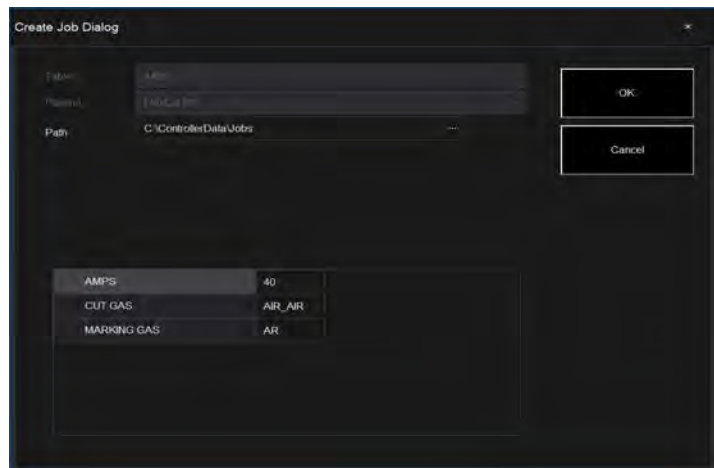 Create Job Dialog ×
OK
Path C:\ControllerData\Jobs ...
Cancel
AMPS 40
CUT GAS AIR_AIR
MARKING GAS AR